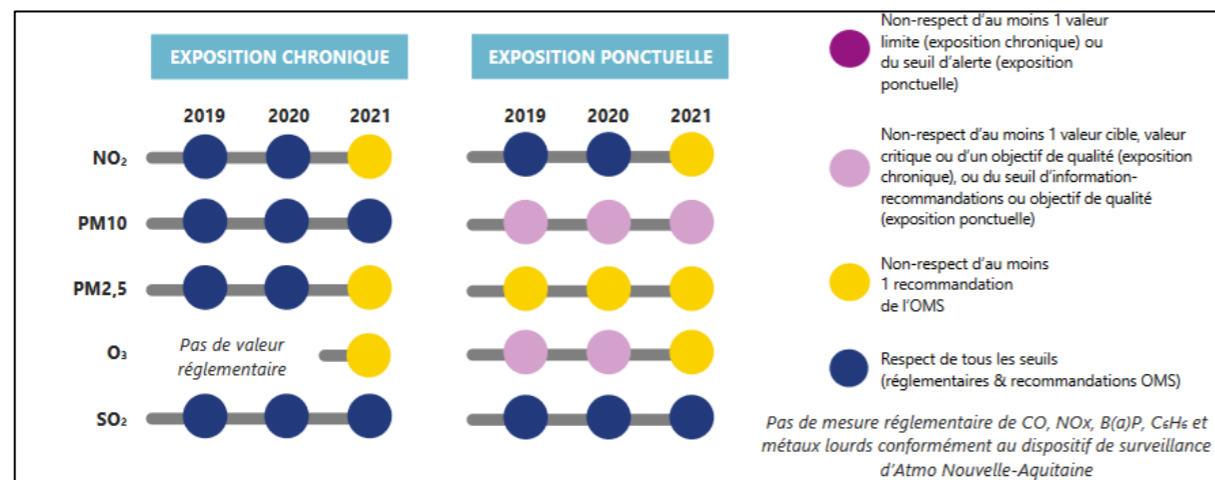 EXPOSITION CHRONIQUE
2019 2020 2021
EXPOSITION PONCTUELLE
2019 2020 2021
NO₂
PM10
PM2,5
O₃
Pas de valeur
réglementaire
SO₂
Non-respect d'au moins 1 valeur
limite (exposition chronique) ou
du seuil d'alerte (exposition
ponctuelle)
Non-respect d'au moins 1 valeur cible, valeur
critique ou d'un objectif de qualité (exposition
chronique), ou du seuil d'information-
recommandations ou objectif de qualité
(exposition ponctuelle)
Non-respect d'au moins
1 recommandation
de l'OMS
Respect de tous les seuils
(réglementaires & recommandations OMS)
Pas de mesure réglementaire de CO, NOx, B(a)P, C₆H₆ et
métaux lourds conformément au dispositif de surveillance
d'Atmo Nouvelle-Aquitaine